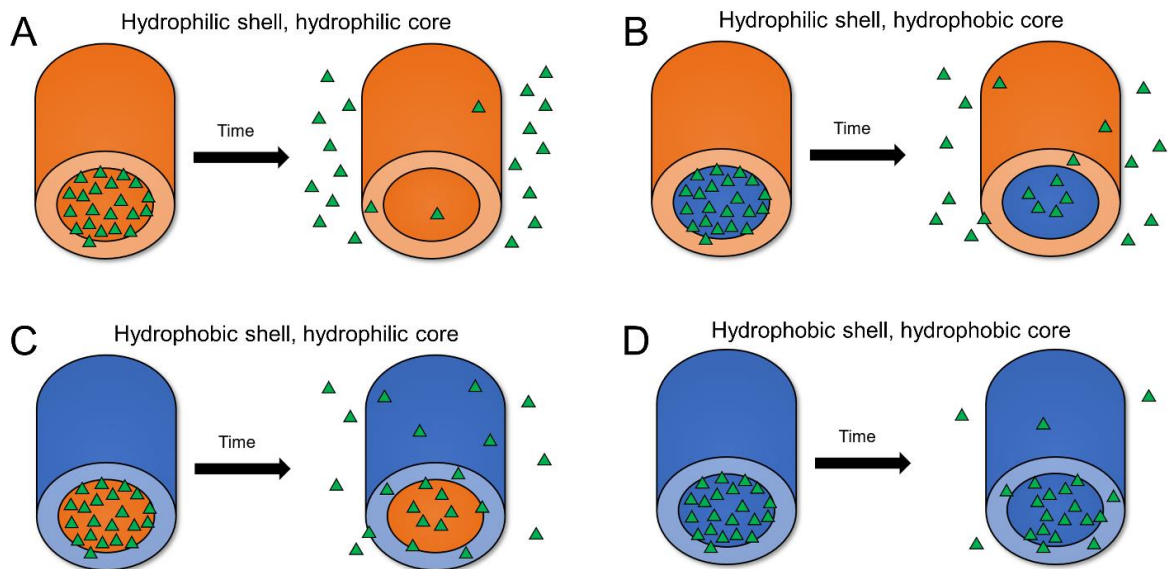 A
Hydrophilic shell, hydrophilic core
Time
B
Hydrophilic shell, hydrophobic core
Time
C
Hydrophobic shell, hydrophilic core
Time
D
Hydrophobic shell, hydrophobic core
Time